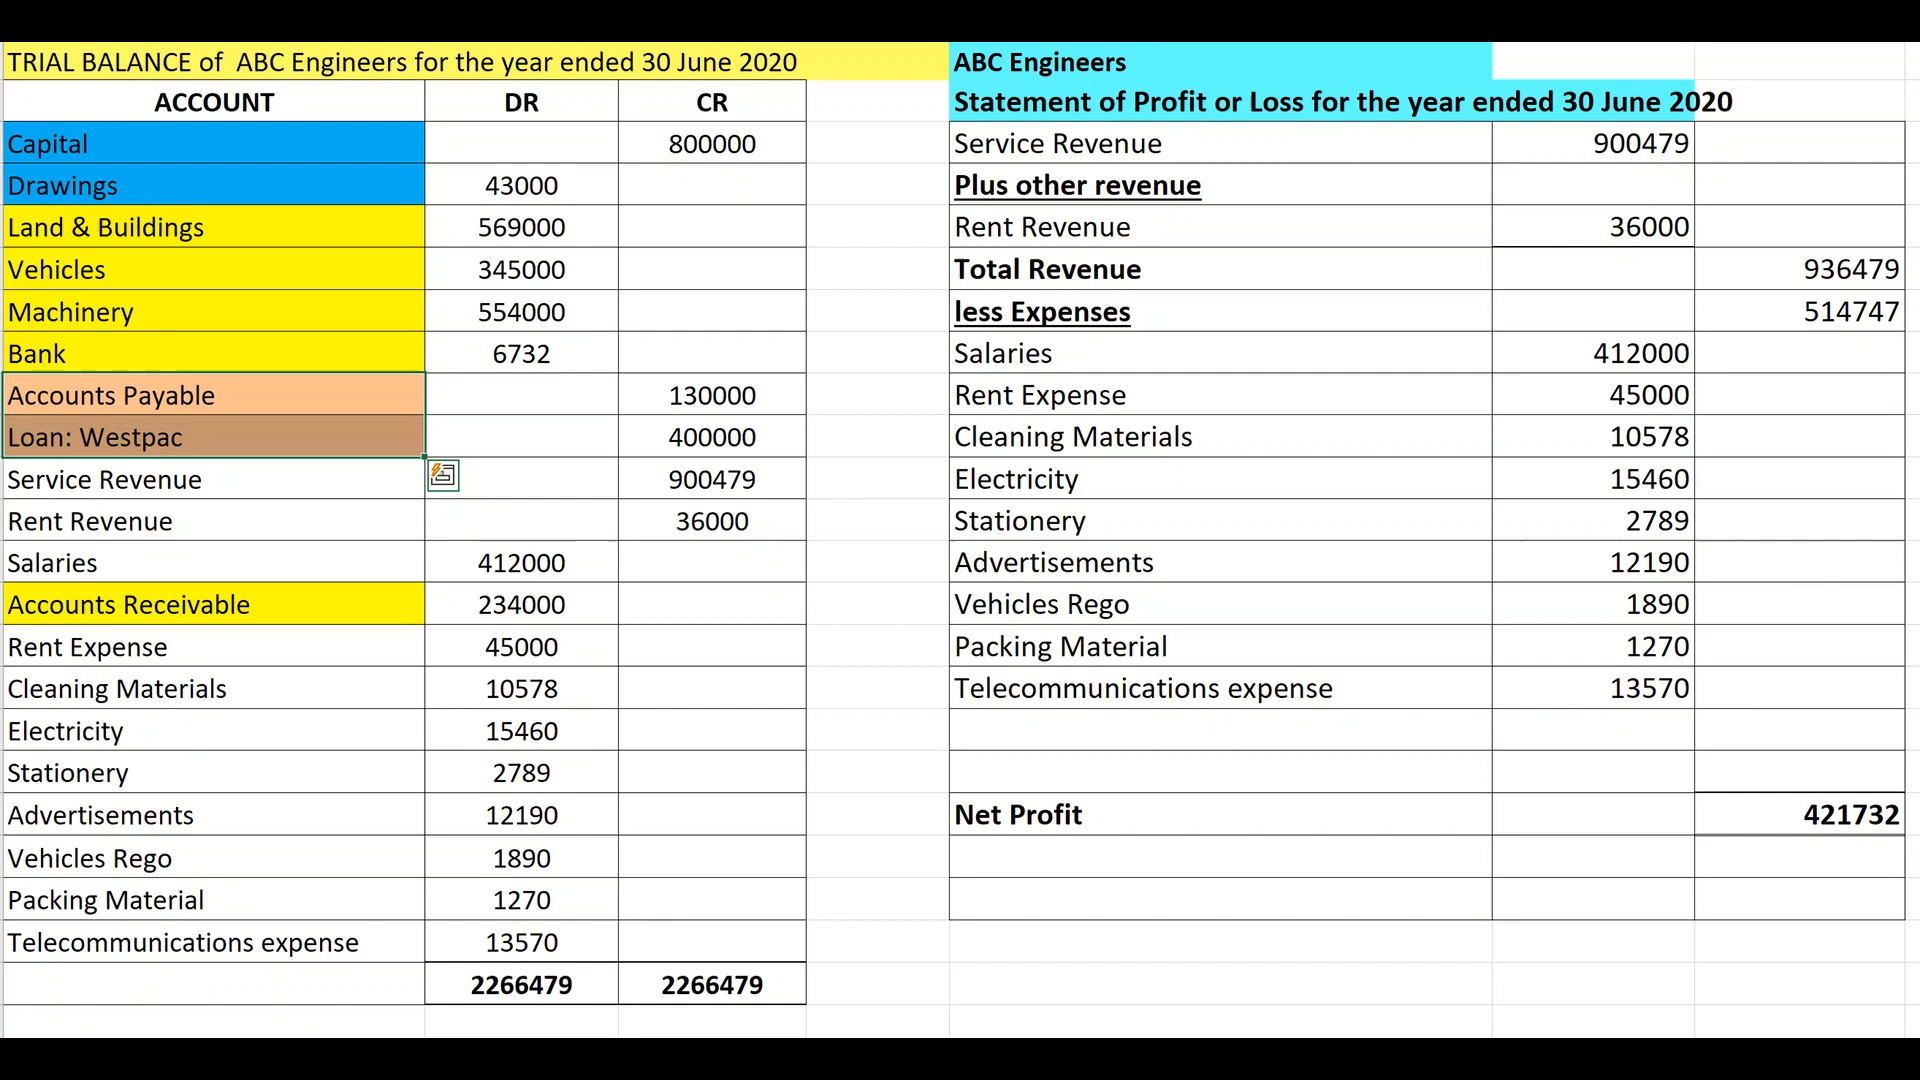 TRIAL BALANCE of  ABC Engineers for the year ended 30 June 2020
ACCOUNT DR CR
Capital 800000
Drawings 43000
Land & Buildings 569000
Vehicles 345000
Machinery 554000
Bank 6732
Accounts Payable 130000
Loan: Westpac 400000
Service Revenue 900479
Rent Revenue 36000
Salaries 412000
Accounts Receivable 234000
Rent Expense 45000
Cleaning Materials 10578
Electricity 15460
Stationery 2789
Advertisements 12190
Vehicles Rego 1890
Packing Material 1270
Telecommunications expense 13570
2266479 2266479
ABC Engineers
Statement of Profit or Loss for the year ended 30 June 2020
Service Revenue 900479
Plus other revenue
Rent Revenue 36000
Total Revenue 936479
less Expenses 514747
Salaries 412000
Rent Expense 45000
Cleaning Materials 10578
Electricity 15460
Stationery 2789
Advertisements 12190
Vehicles Rego 1890
Packing Material 1270
Telecommunications expense 13570
Net Profit 421732